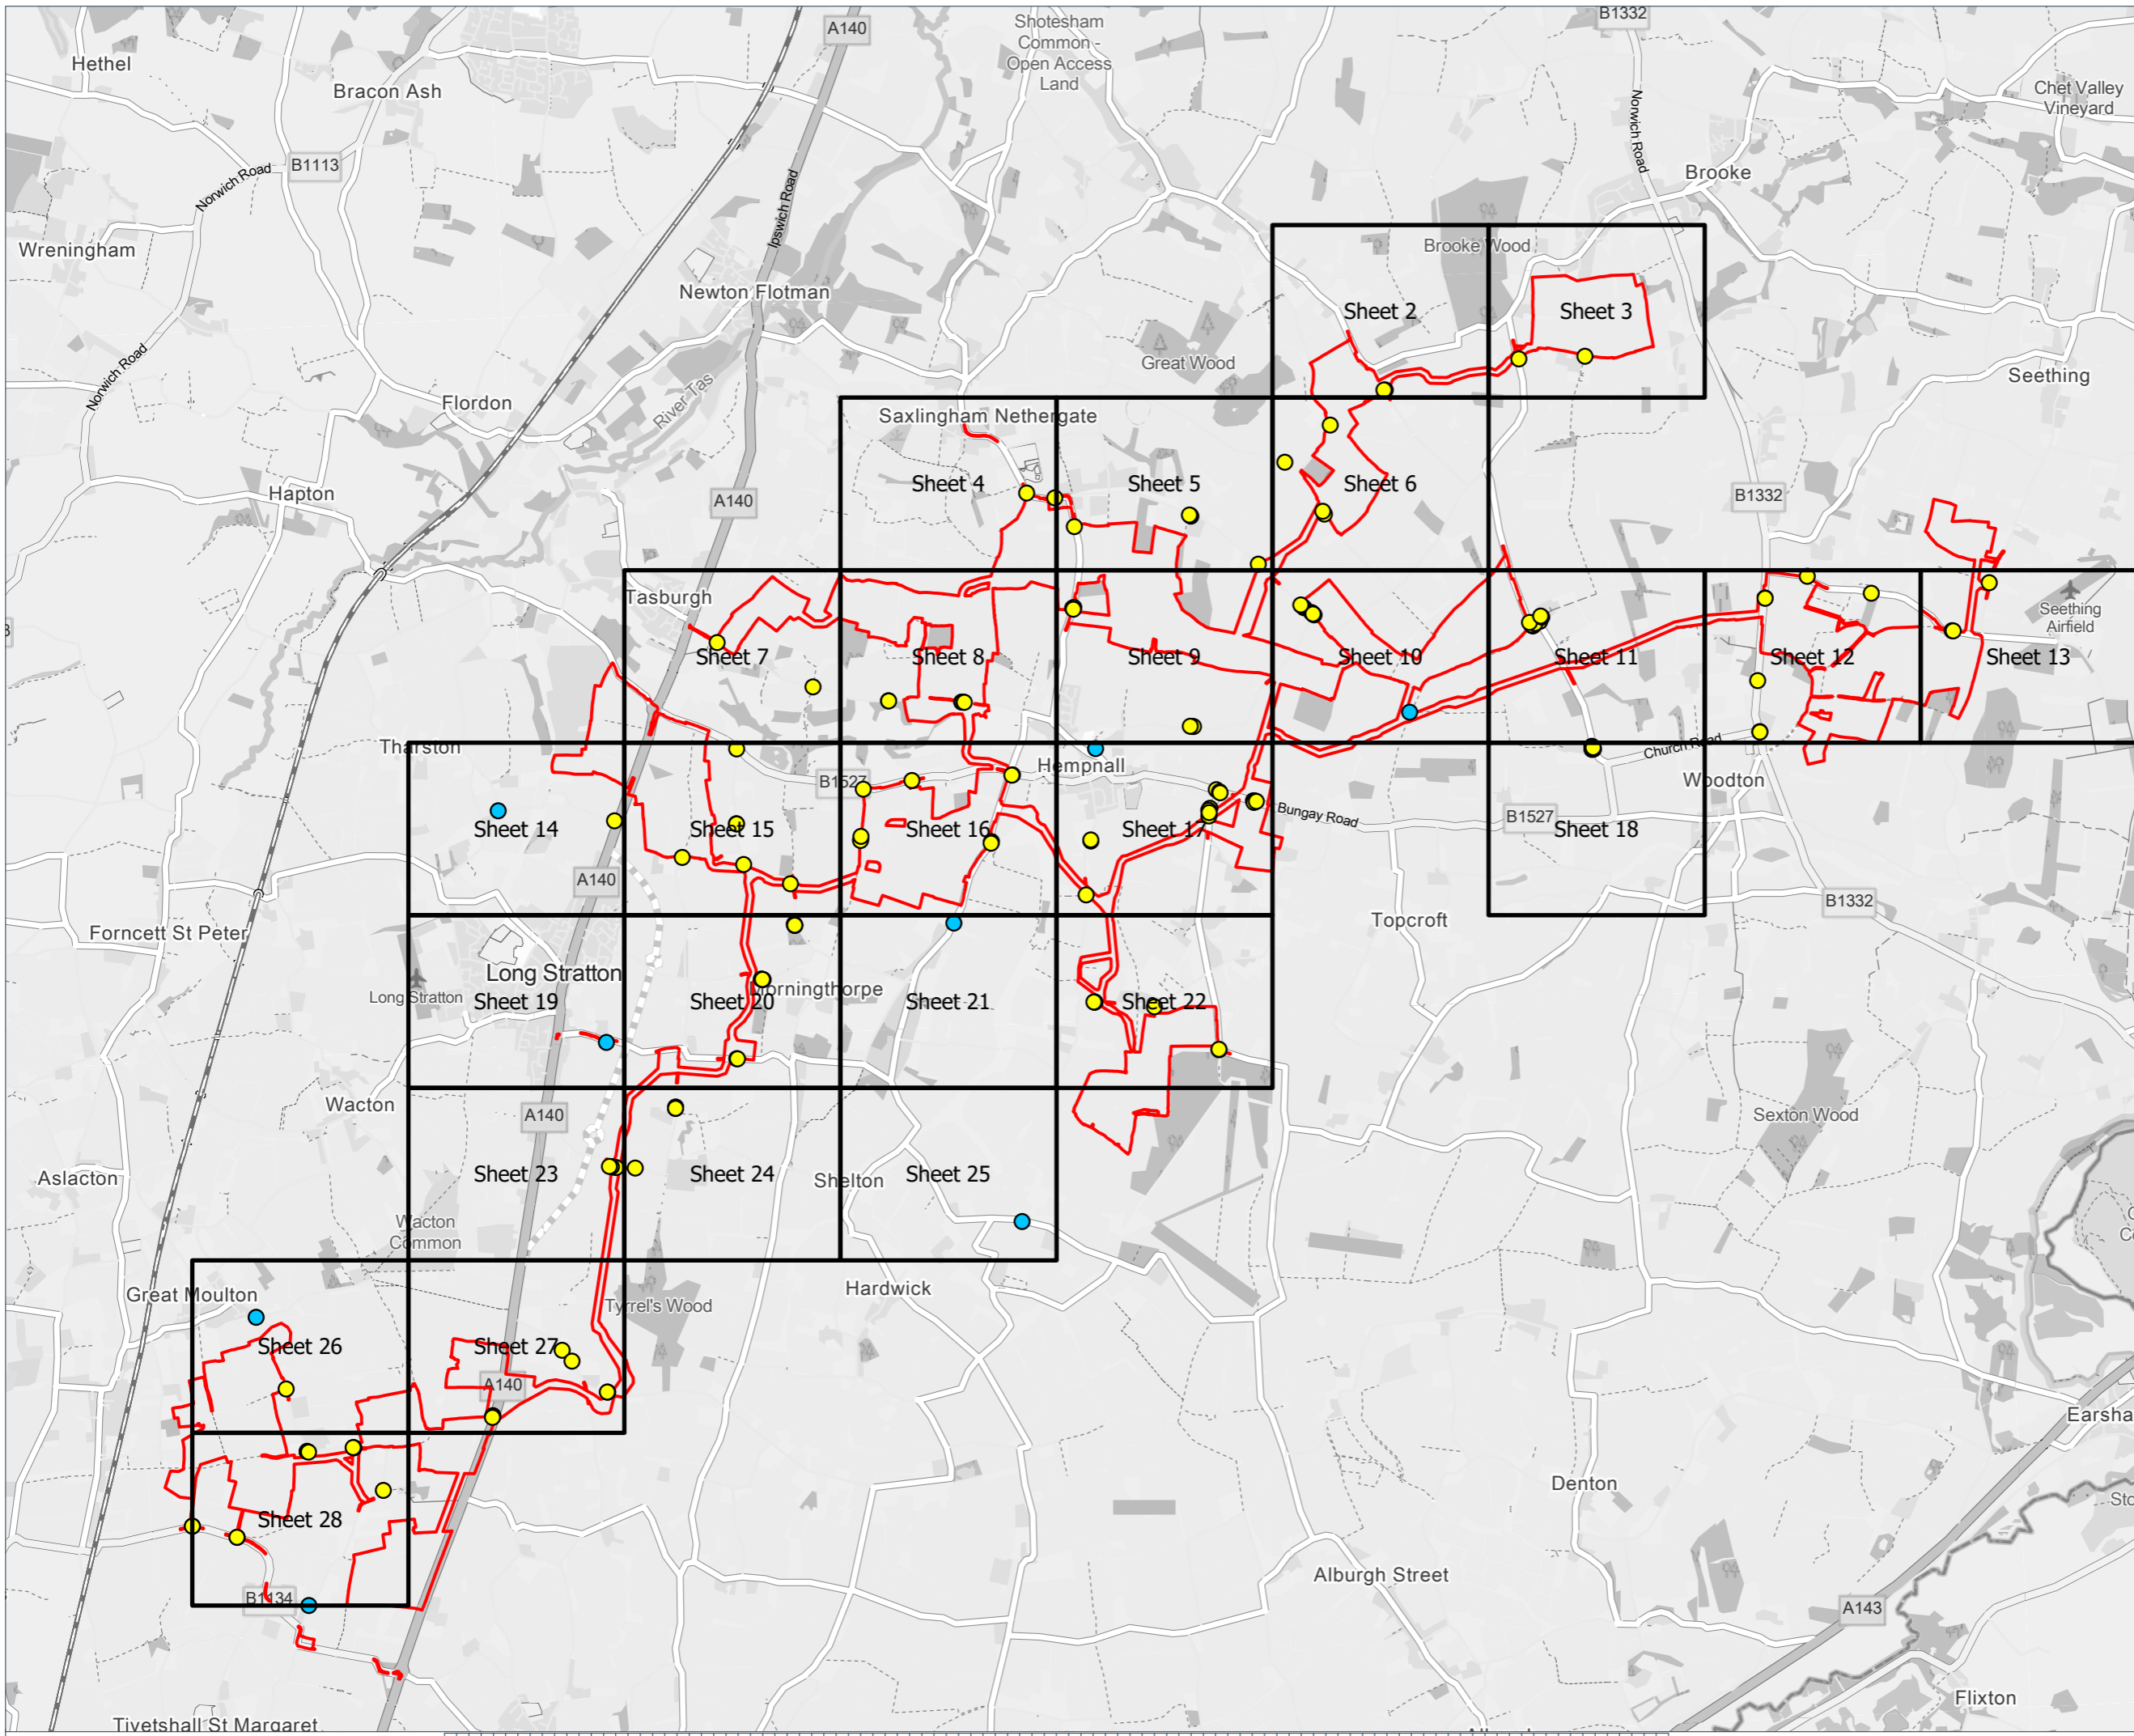 B1332
A140
Shotesham
Common -
Open Access
Land
Hethel
Bracon Ash
Chet Valley
Vineyard
Norwich Road
B1113
Norwich Road
Brooke
Ipswich Road
Wreningham
Brooke Wood
Newton Flotman
Sheet 2
Sheet 3
Norwich Road
Great Wood
Seething
Flordon
River Tas
Saxlingham Nethergate
Sheet 4
Sheet 5
Sheet 6
Hapton
A140
B1332
Tasburgh
Seething
Airfield
Sheet 7
Sheet 8
Sheet 9
Sheet 10
Sheet 11
Sheet 12
Sheet 13
Tharston
Church Road
Hempnall
B1527
Woodton
Bungay Road
B1527
Sheet 14
Sheet 15
Sheet 16
Sheet 17
Sheet 18
A140
B1332
Topcroft
Forncett St Peter
Long Stratton
Morningthorpe
Long Stratton
Sheet 19
Sheet 20
Sheet 21
Sheet 22
Wacton
A140
Sexton Wood
Aslacton
Sheet 23
Sheet 24
Shelton
Sheet 25
Wacton
Common
Great Moulton
Hardwick
Tyrrel's Wood
Sheet 26
Sheet 27
A140
Earsha
Denton
Sheet 28
Alburgh Street
B1134
A143
Flixton
Tivetshall St Margaret